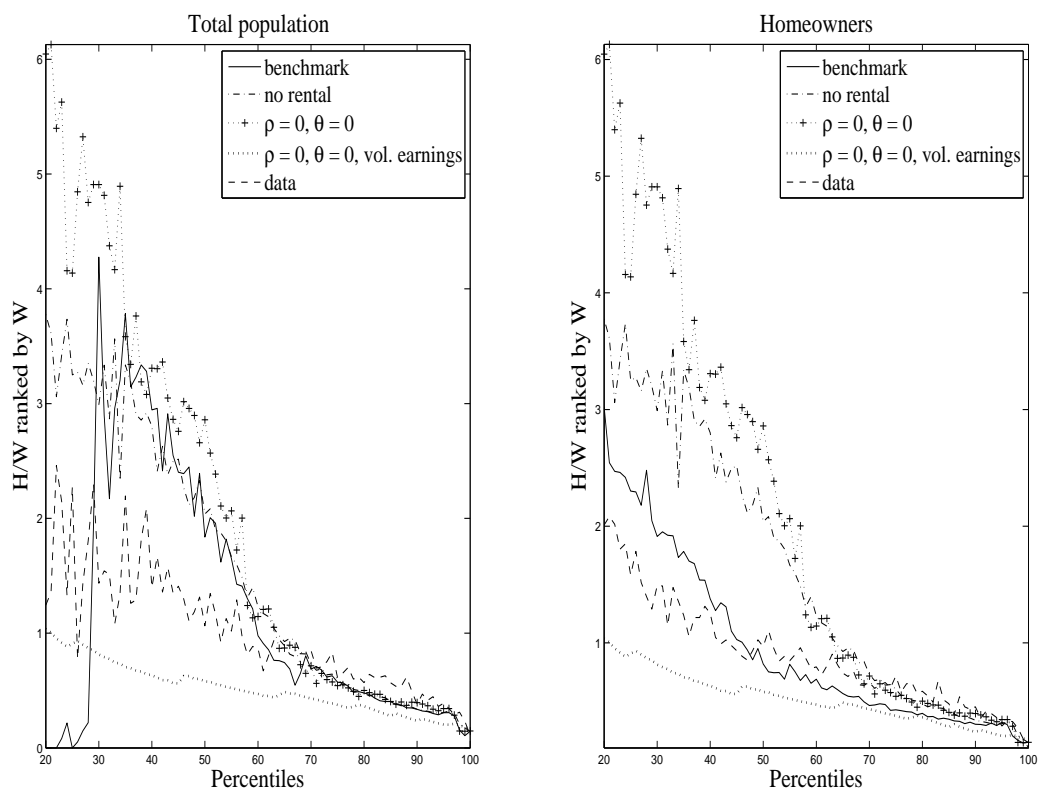 Total population
H/W ranked by W
6
5
4
3
2
1
0
benchmark
no rental
ρ = 0, θ = 0
ρ = 0, θ = 0, vol. earnings
data
20 30 40 50 60 70 80 90 100
Percentiles
Homeowners
H/W ranked by W
6
5
4
3
2
1
benchmark
no rental
ρ = 0, θ = 0
ρ = 0, θ = 0, vol. earnings
data
20 30 40 50 60 70 80 90 100
Percentiles